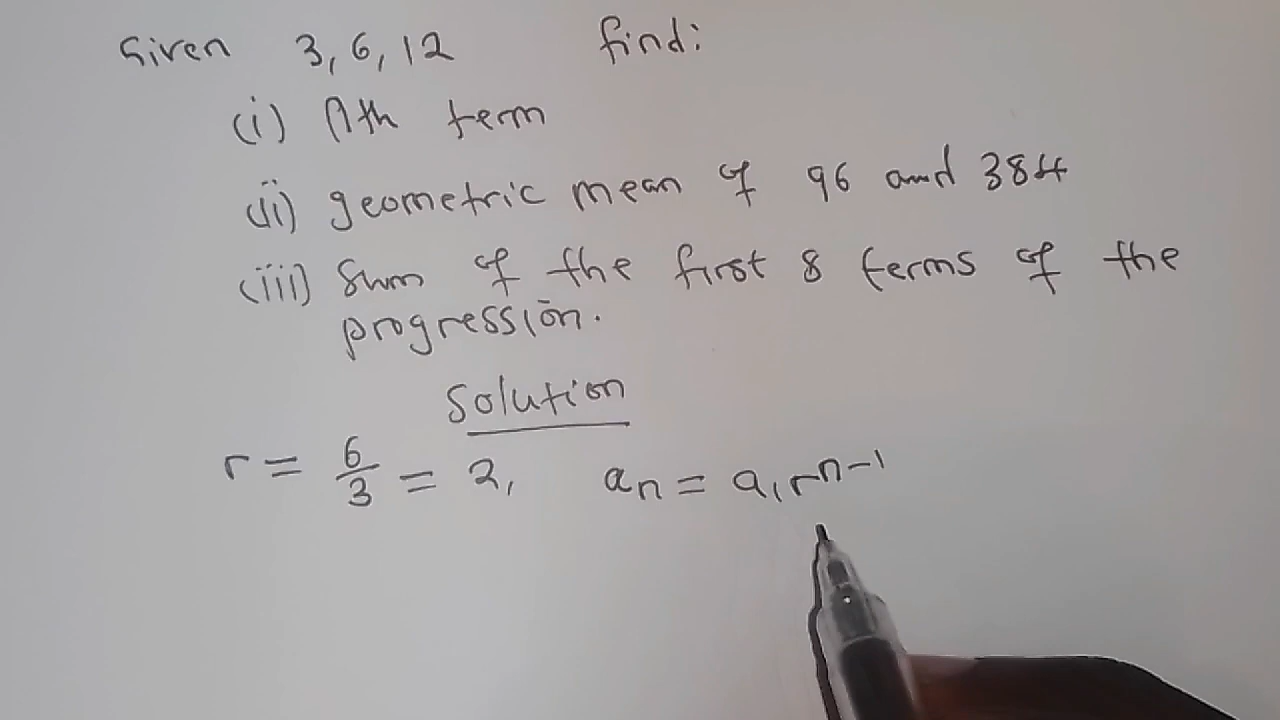 Given 3, 6, 12 find:
(i) nth term
(ii) geometric mean of 96 and 384
(iii) Sum of the first 8 terms of the
progression.
Solution
r = 6/3 = 2, aₙ = a₁rⁿ⁻¹